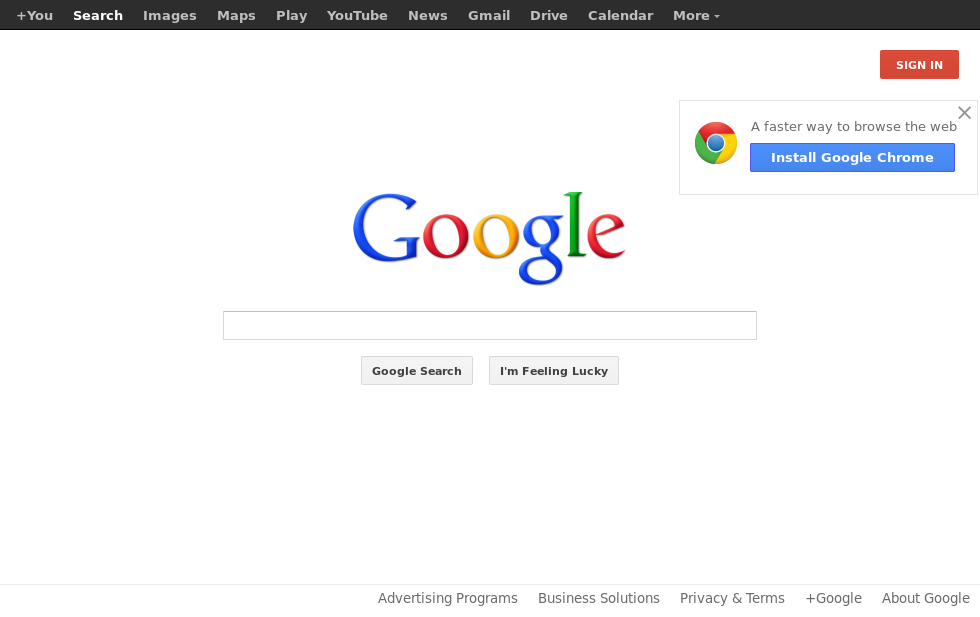 +You Search Images Maps Play YouTube News Gmail Drive Calendar More
SIGN IN
A faster way to browse the web
Install Google Chrome
Google
Google Search I'm Feeling Lucky
Advertising Programs Business Solutions Privacy & Terms +Google About Google